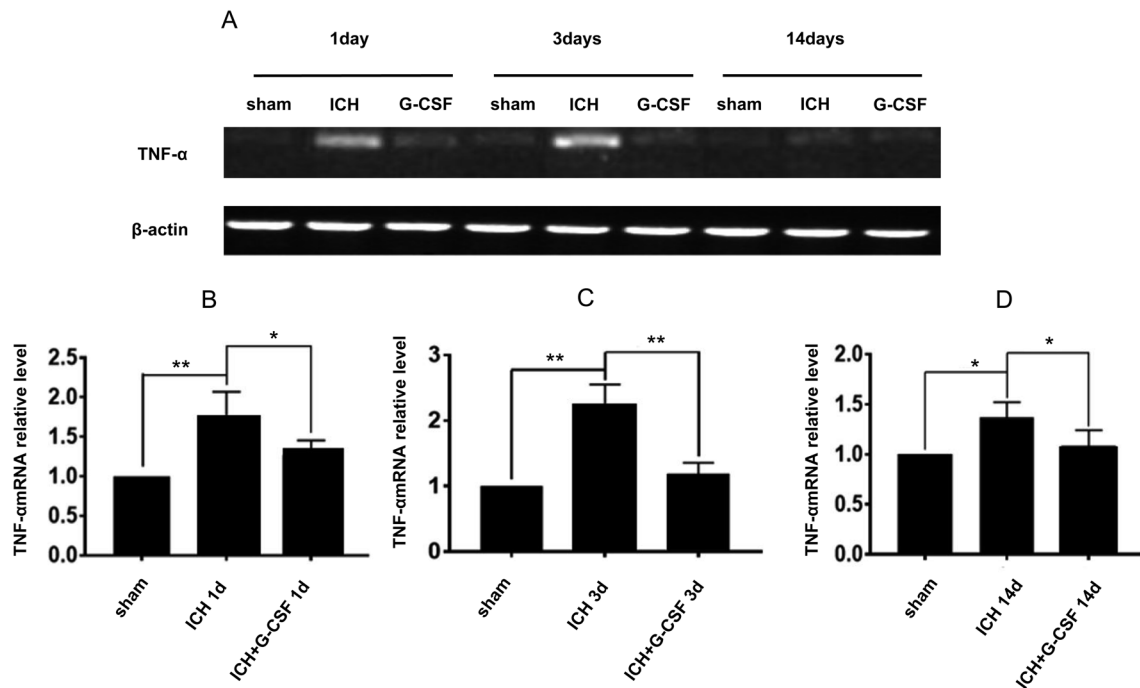 A
1day 3days 14days
sham ICH G-CSF sham ICH G-CSF sham ICH G-CSF
TNF-α
β-actin
B
TNF-αmRNA relative level
2.5
2.0
1.5
1.0
0.5
0.0
**
*
sham
ICH 1d
ICH+G-CSF 1d
C
TNF-αmRNA relative level
3
2
1
0
**
**
sham
ICH 3d
ICH+G-CSF 3d
D
TNF-αmRNA relative level
2.0
1.5
1.0
0.5
0.0
*
*
sham
ICH 14d
ICH+G-CSF 14d